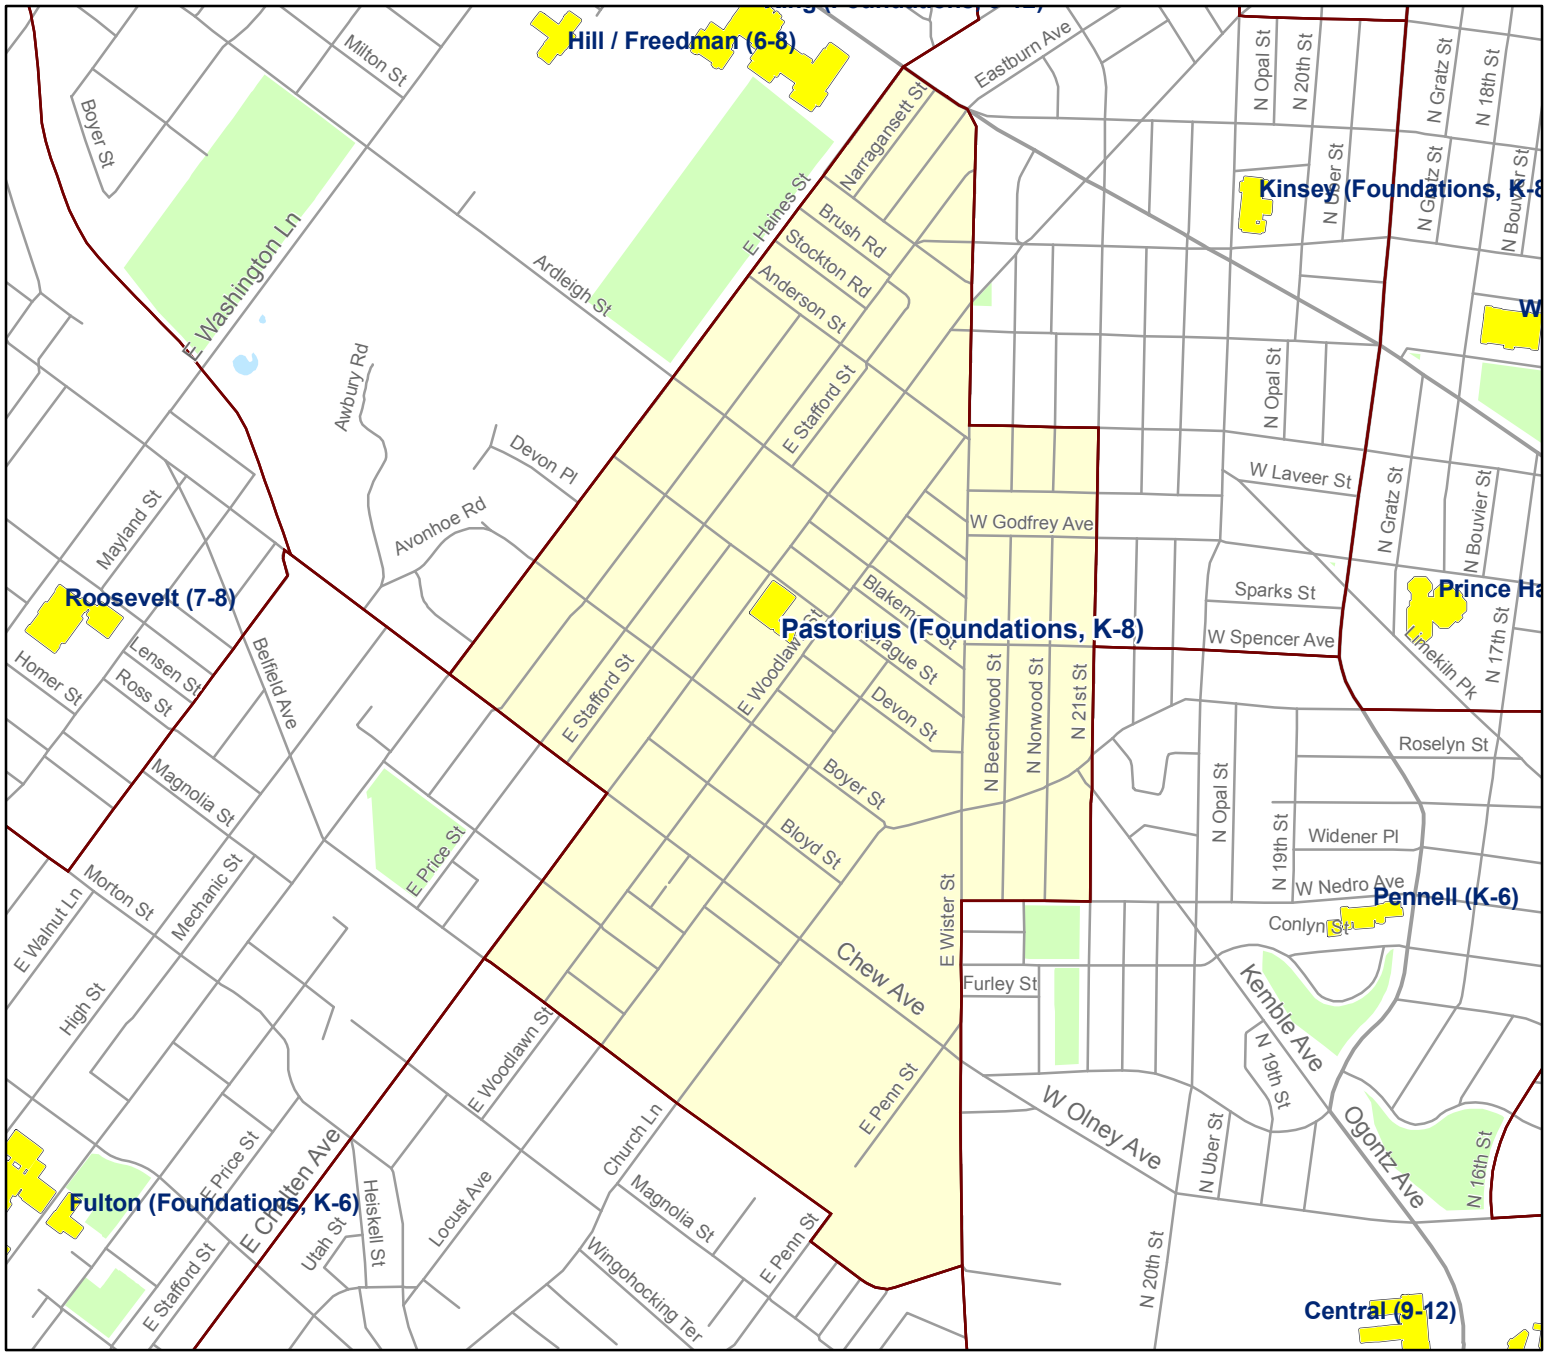 (Foundations, K-12)
Hill / Freedman (6-8)
Milton St
Boyer St
Eastburn Ave
N Opal St
N 20th St
N Gratz St
N 18th St
Narragansett St
E Haines St
Kinsey (Foundations, K-8
N Uber St
N Gratz St
N Bouvier St
E Washington Ln
Ardleigh St
Brush Rd
Stockton Rd
Anderson St
W
Awbury Rd
E Stafford St
N Opal St
Devon Pl
Avonhoe Rd
W Laveer St
N Gratz St
N Bouvier St
Mayland St
W Godfrey Ave
Roosevelt (7-8)
Sparks St
Prince Ha
Pastorius (Foundations, K-8)
W Spencer Ave
Limekiln Pk
N 17th St
Homer St
Lensen St
Ross St
Belfield Ave
E Stafford St
E Woodlawn St
Devon St
N Beechwood St
N Norwood St
N 21st St
Roselyn St
Magnolia St
Boyer St
Bloyd St
N Opal St
N 19th St
Widener Pl
E Price St
Morton St
Mechanic St
E Walnut Ln
E Wister St
W Nedro Ave
Pennell (K-6)
Conlyn St
High St
Chew Ave
Furley St
Kemble Ave
N 19th St
E Woodlawn St
E Penn St
W Olney Ave
Ogontz Ave
N Uber St
N 16th St
Church Ln
E Price St
Fulton (Foundations, K-6)
E Chelten Ave
Heiskell St
Locust Ave
Magnolia St
Utah St
E Stafford St
Wingohocking Ter
E Penn St
N 20th St
Central (9-12)